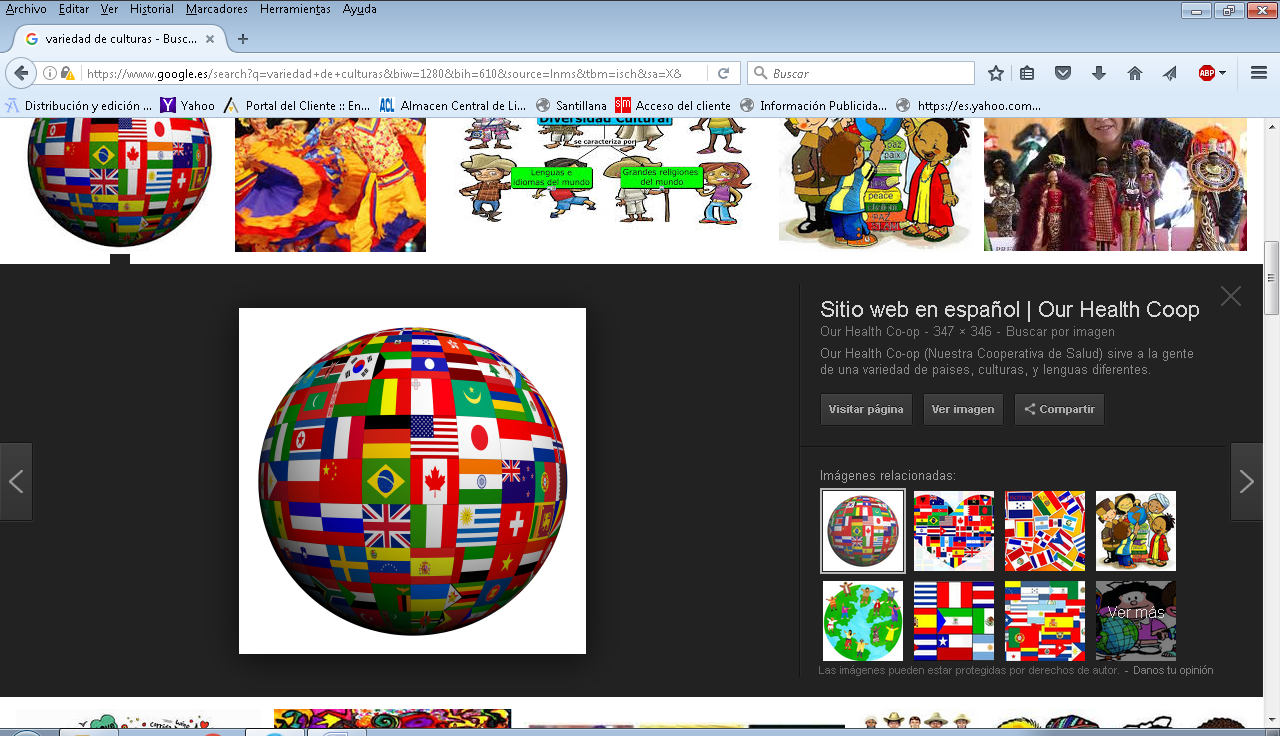 Archivo Editar Ver Historial Marcadores Herramientas Ayuda
variedad de culturas - Busc...
https://www.google.es/search?q=variedad+de+culturas&biw=1280&bih=610&source=lnms&tbm=isch&sa=X&
Buscar
ABP
Distribución y edición ... Yahoo Portal del Cliente :: En... ACL Almacen Central de Li... Santillana sm Acceso del cliente Información Publicida... https://es.yahoo.com...
Diversidad Cultural
se caracteriza por
Lenguas e
idiomas del mundo
Grandes religiones
del mundo
paz
paix
peace
Sitio web en español | Our Health Coop
Our Health Co-op - 347 × 346 - Buscar por imagen
Our Health Co-op (Nuestra Cooperativa de Salud) sirve a la gente
de una variedad de paises, culturas, y lenguas diferentes.
Visitar página Ver imagen Compartir
Imágenes relacionadas:
Ver más
Las imágenes pueden estar protegidas por derechos de autor. - Danos tu opinión